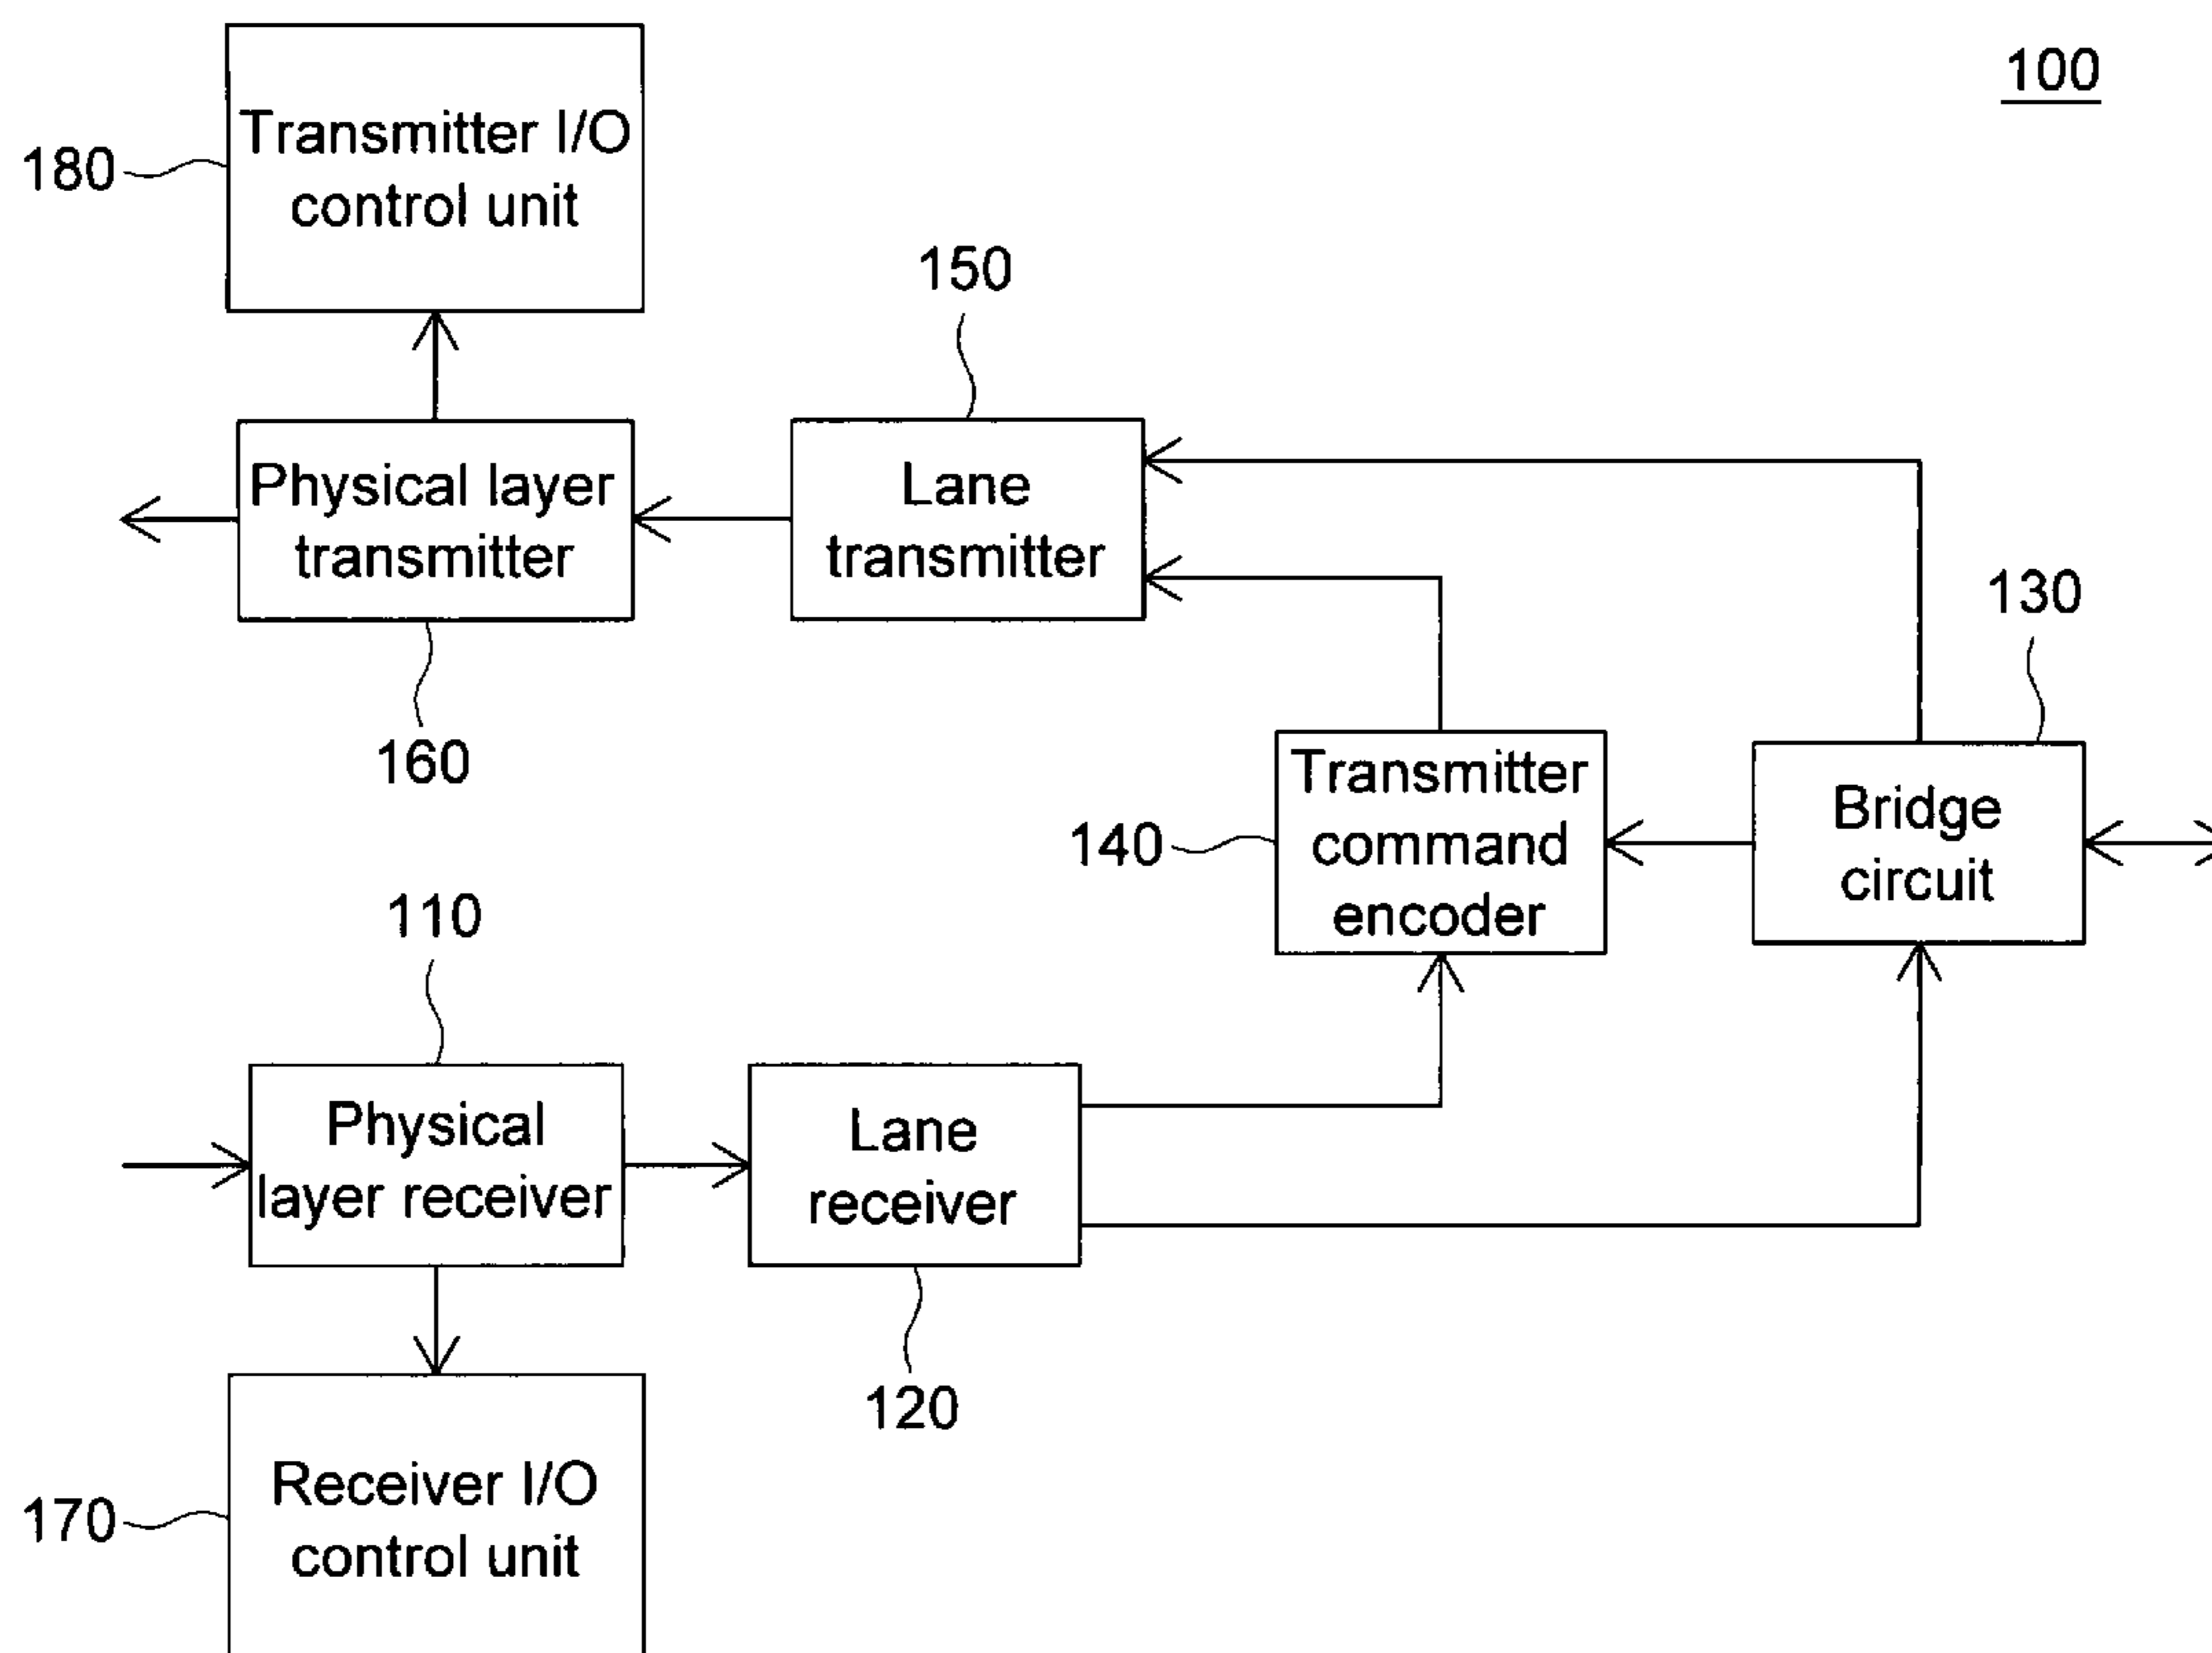 100
Transmitter I/O
control unit
180
150
Physical layer
transmitter
Lane
transmitter
130
160
Transmitter
command
encoder
140
Bridge
circuit
110
Physical
layer receiver
Lane
receiver
120
Receiver I/O
control unit
170